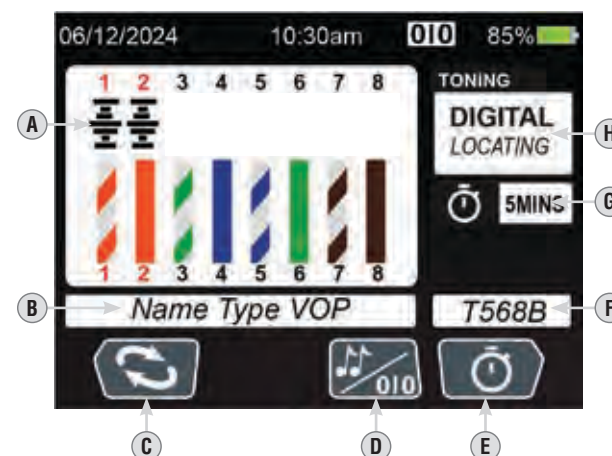 06/12/2024 10:30am 010 85%
1 2 3 4 5 6 7 8
TONING
A
DIGITAL
H
LOCATING
5MINS
G
1 2 3 4 5 6 7 8
B
Name Type VOP
T568B
F
010
C
D
E